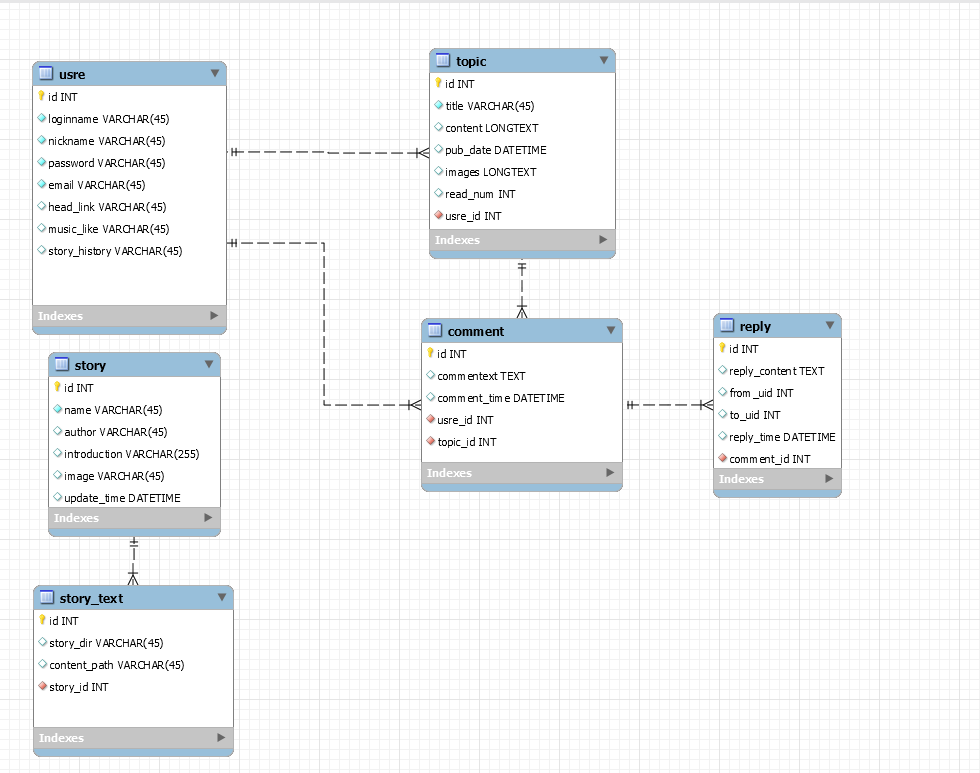 usre
id INT
loginname VARCHAR(45)
nickname VARCHAR(45)
password VARCHAR(45)
email VARCHAR(45)
head_link VARCHAR(45)
music_like VARCHAR(45)
story_history VARCHAR(45)
Indexes
topic
id INT
title VARCHAR(45)
content LONGTEXT
pub_date DATETIME
images LONGTEXT
read_num INT
usre_id INT
Indexes
comment
id INT
commentext TEXT
comment_time DATETIME
usre_id INT
topic_id INT
Indexes
reply
id INT
reply_content TEXT
from_uid INT
to_uid INT
reply_time DATETIME
comment_id INT
Indexes
story
id INT
name VARCHAR(45)
author VARCHAR(45)
introduction VARCHAR(255)
image VARCHAR(45)
update_time DATETIME
Indexes
story_text
id INT
story_dir VARCHAR(45)
content_path VARCHAR(45)
story_id INT
Indexes